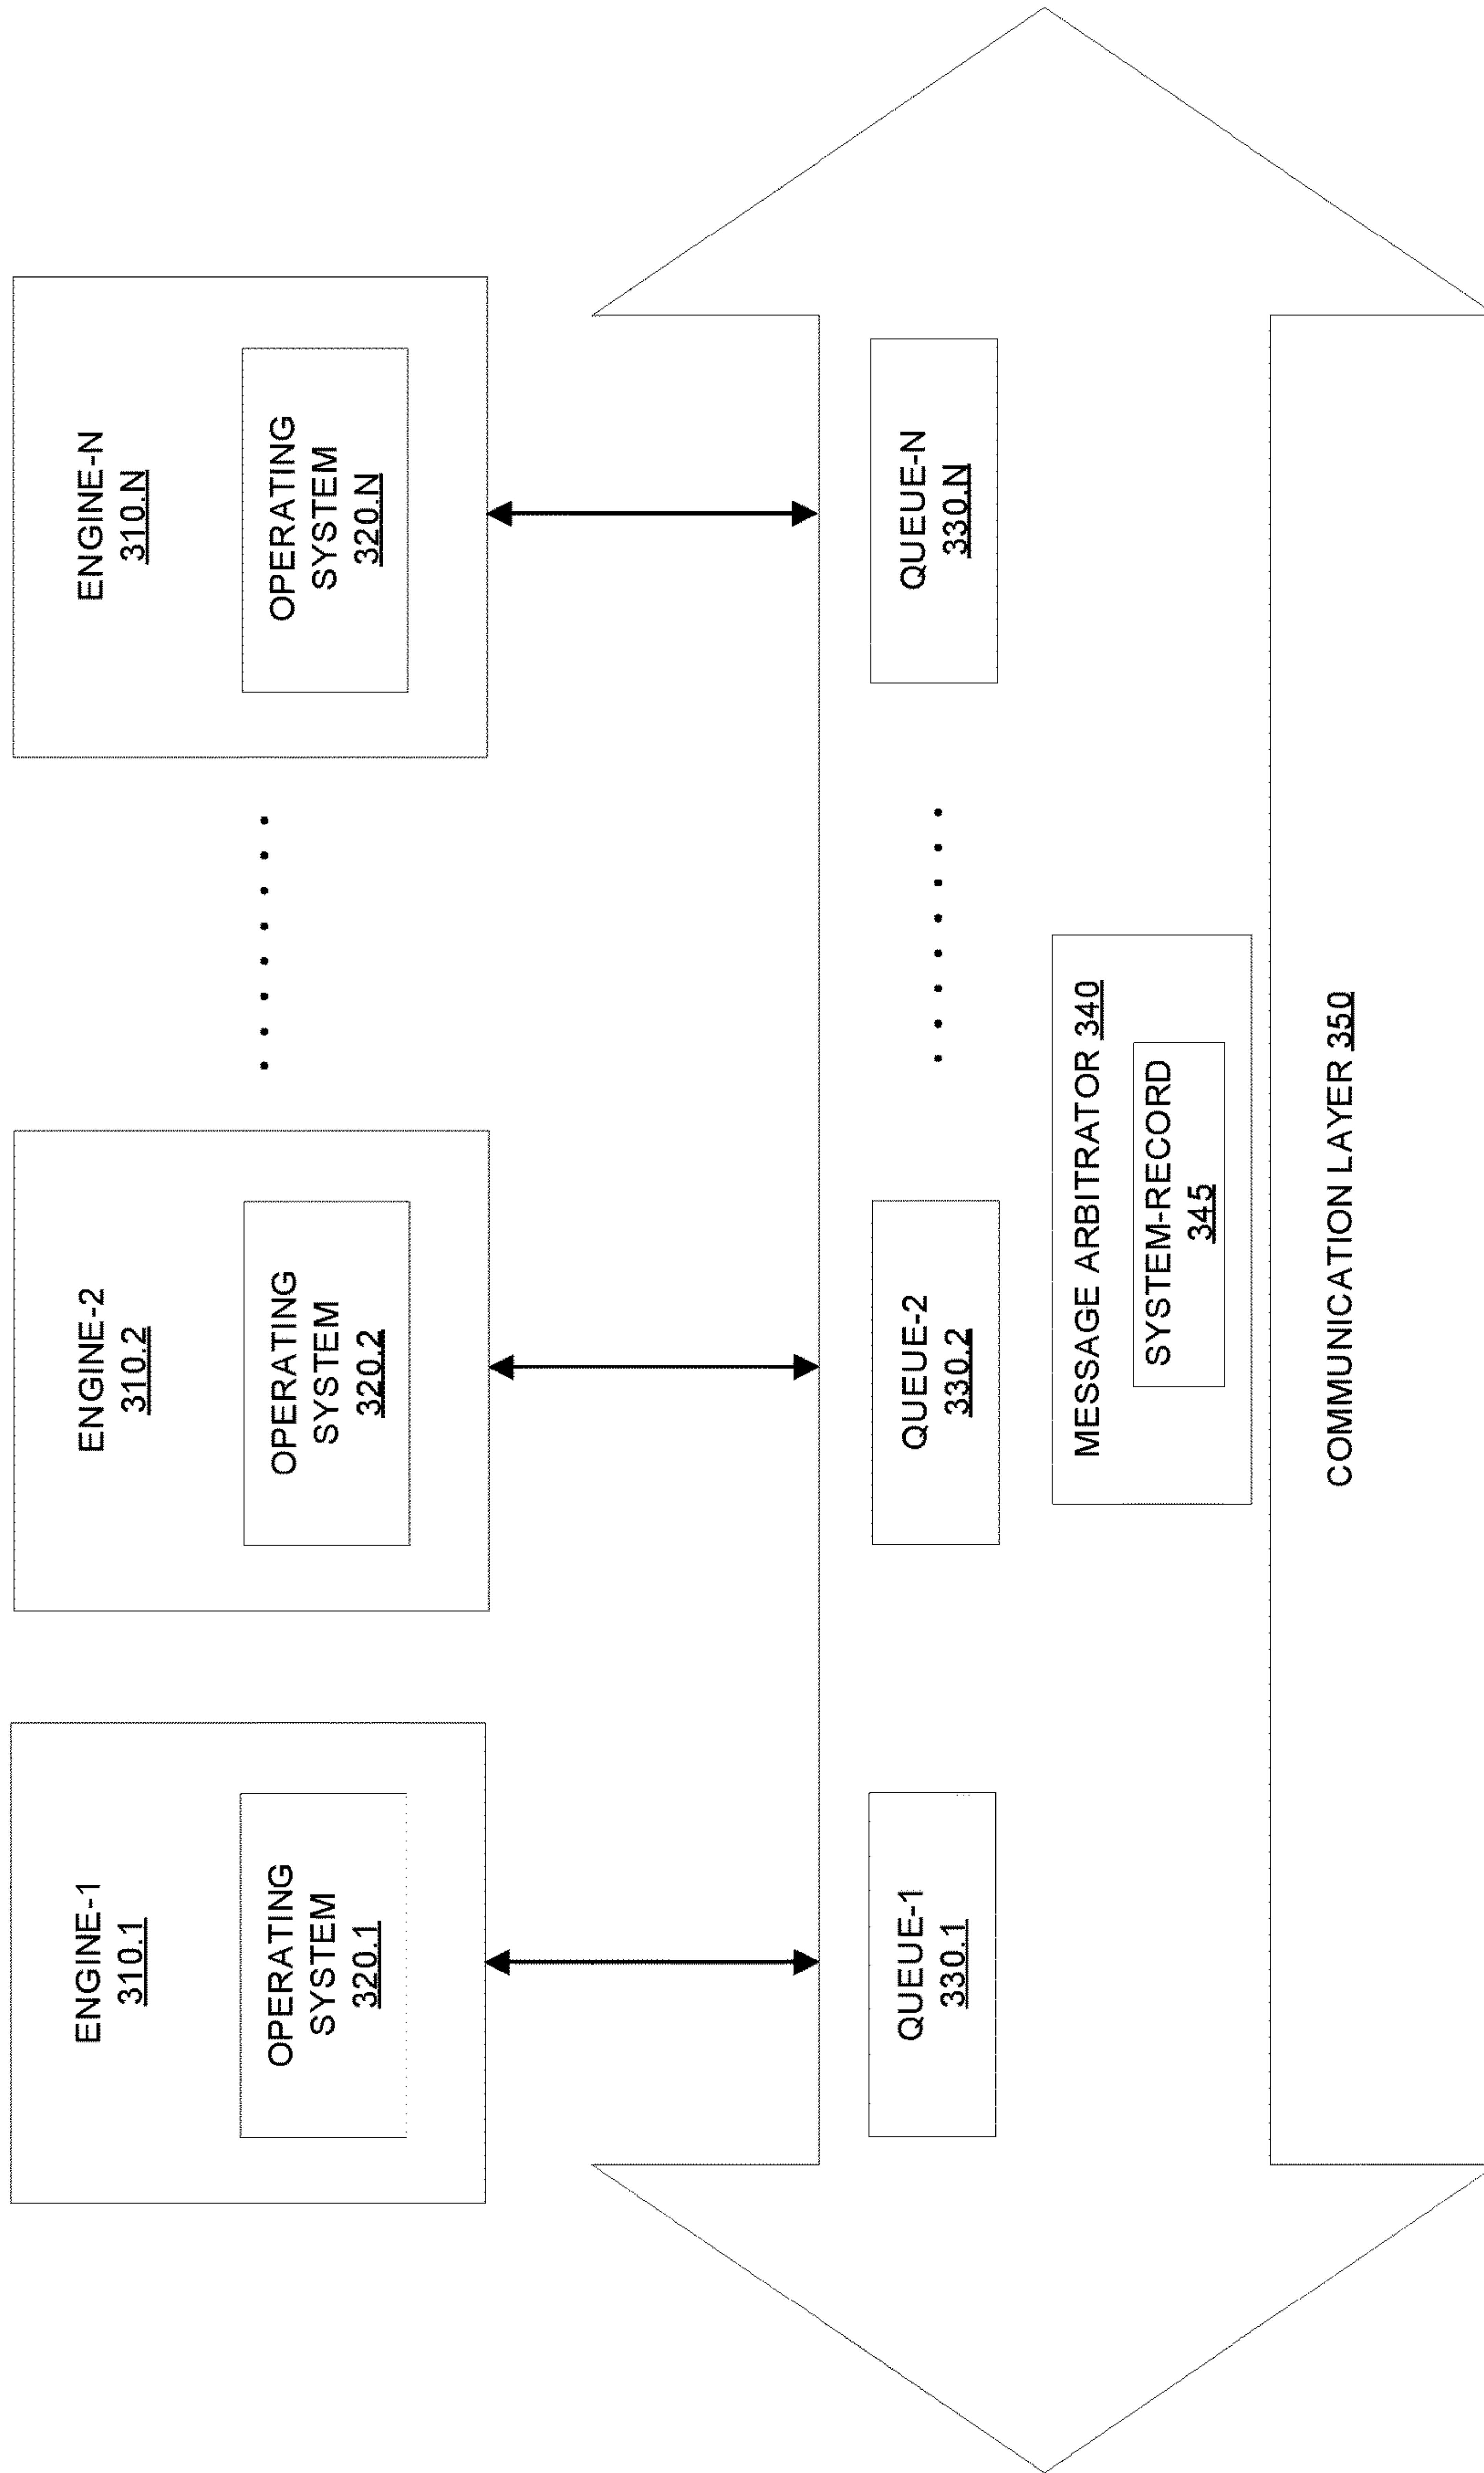 ENGINE-1
310.1
OPERATING
SYSTEM
320.1
ENGINE-2
310.2
OPERATING
SYSTEM
320.2
ENGINE-N
310.N
OPERATING
SYSTEM
320.N
QUEUE-1
330.1
QUEUE-2
330.2
QUEUE-N
330.N
MESSAGE ARBITRATOR 340
SYSTEM-RECORD
345
COMMUNICATION LAYER 350